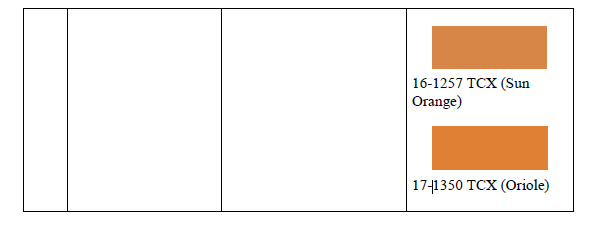 16-1257 TCX (Sun
Orange)
17-1350 TCX (Oriole)